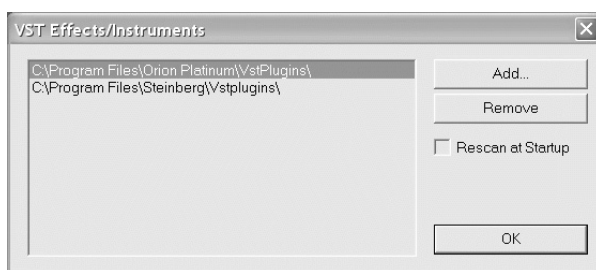 VST Effects/Instruments
C:\Program Files\Orion Platinum\VstPlugins\
C:\Program Files\Steinberg\Vstplugins\
Add...
Remove
Rescan at Startup
OK